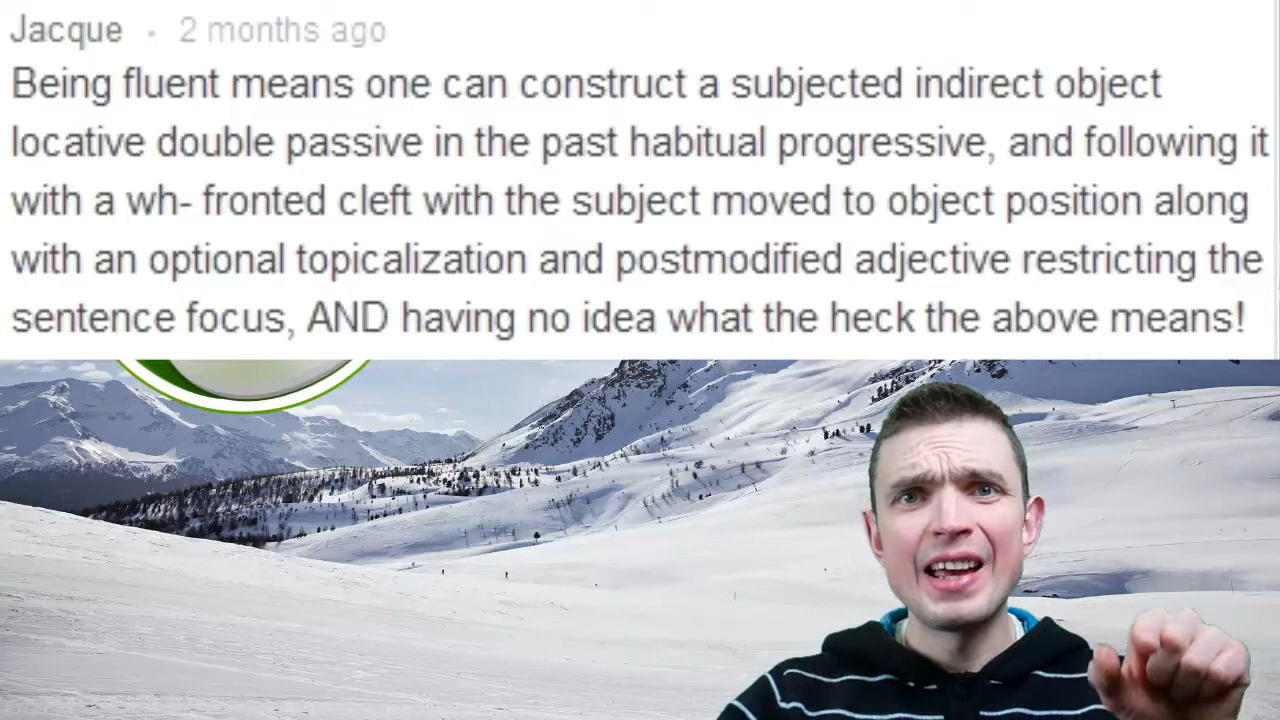 Jacque · 2 months ago
Being fluent means one can construct a subjected indirect object
locative double passive in the past habitual progressive, and following it
with a wh- fronted cleft with the subject moved to object position along
with an optional topicalization and postmodified adjective restricting the
sentence focus, AND having no idea what the heck the above means!